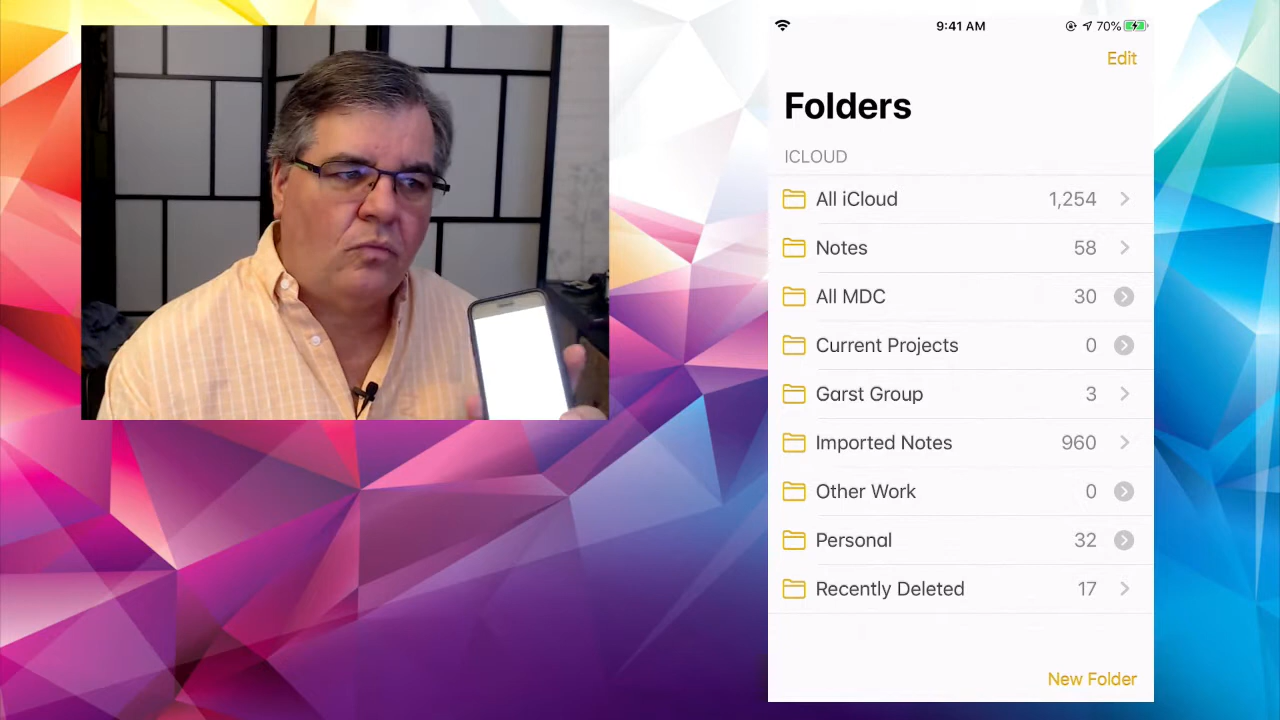 9:41 AM
70%
Edit
Folders
ICLOUD
All iCloud 1,254
Notes 58
All MDC 30
Current Projects 0
Garst Group 3
Imported Notes 960
Other Work 0
Personal 32
Recently Deleted 17
New Folder